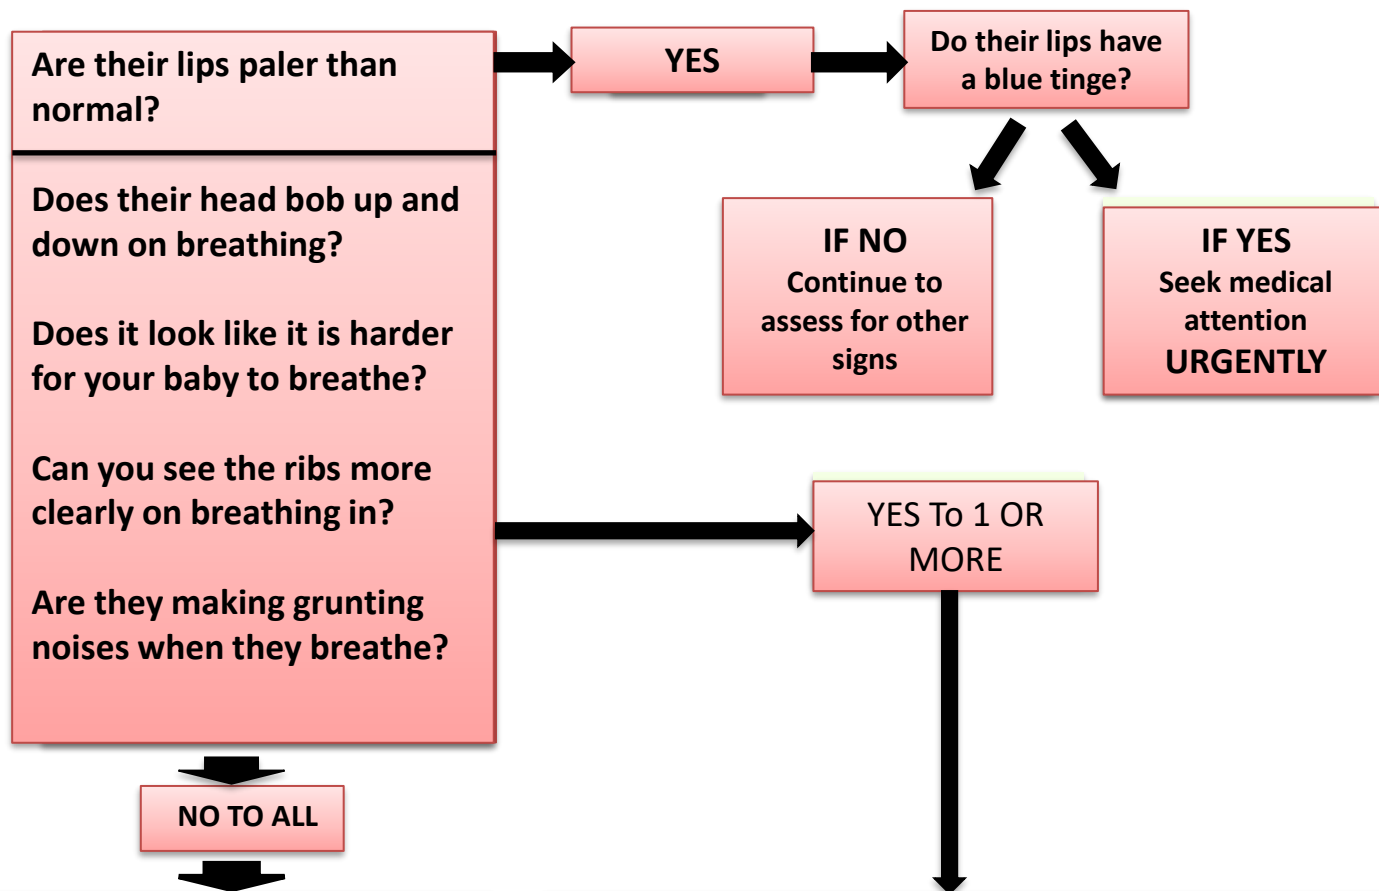 Are their lips paler than
normal?
YES
Do their lips have
a blue tinge?
Does their head bob up and
down on breathing?
Does it look like it is harder
for your baby to breathe?
Can you see the ribs more
clearly on breathing in?
Are they making grunting
noises when they breathe?
IF NO
Continue to
assess for other
signs
IF YES
Seek medical
attention
URGENTLY
YES To 1 OR
MORE
NO TO ALL